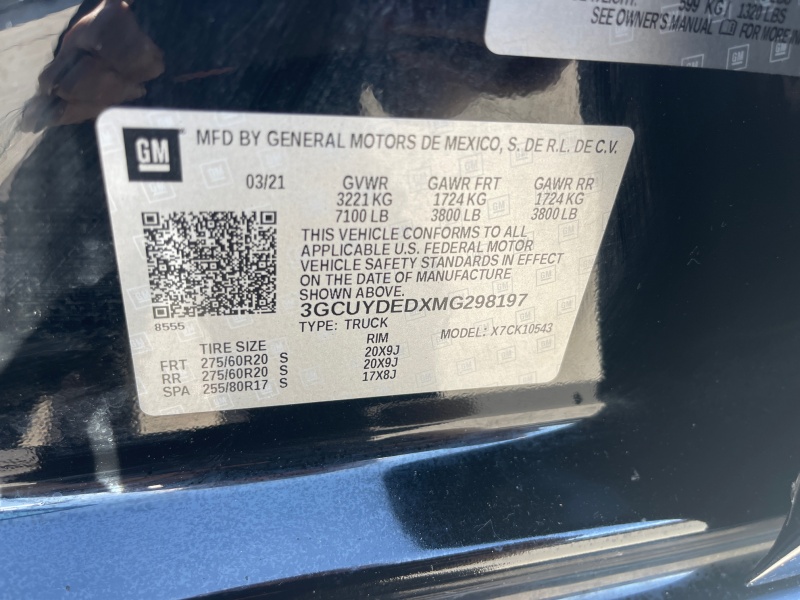 599 KG 1320 LBS
SEE OWNER'S MANUAL FOR MORE IN
GM
MFD BY GENERAL MOTORS DE MEXICO, S. DE R.L. DE C.V.
03/21 GVWR GAWR FRT GAWR RR
3221 KG 1724 KG 1724 KG
7100 LB 3800 LB 3800 LB
THIS VEHICLE CONFORMS TO ALL
APPLICABLE U.S. FEDERAL MOTOR
VEHICLE SAFETY STANDARDS IN EFFECT
ON THE DATE OF MANUFACTURE
SHOWN ABOVE.
3GCUYDEDXMG298197
8555
TYPE: TRUCK MODEL: X7CK10543
TIRE SIZE RIM
FRT 275/60R20 S 20X9J
RR 275/60R20 S 20X9J
SPA 255/80R17 S 17X8J